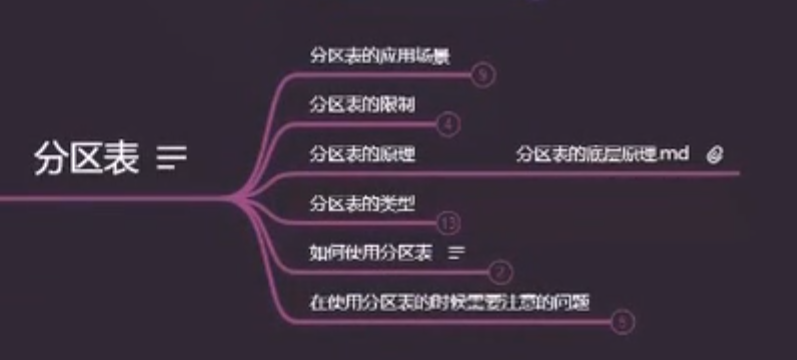 分区表
分区表的应用场景
9
分区表的限制
4
分区表的原理
分区表的底层原理.md
分区表的类型
13
如何使用分区表
2
在使用分区表的时候需要注意的问题